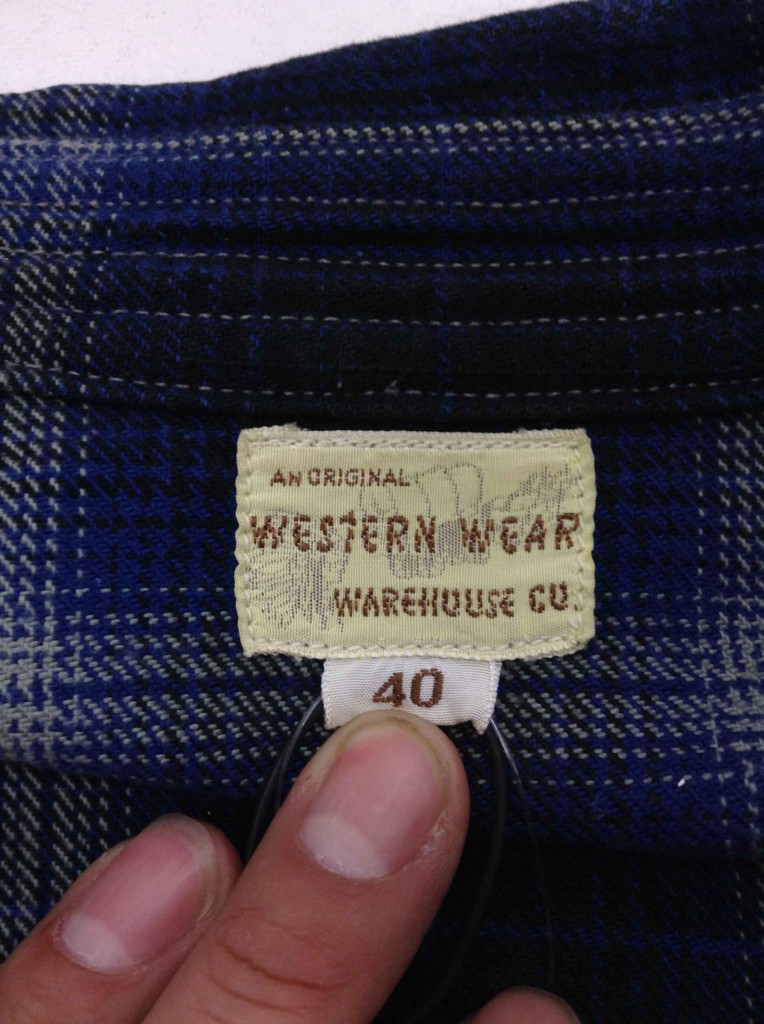 AN ORIGINAL
WESTERN WEAR
WAREHOUSE CO.
40